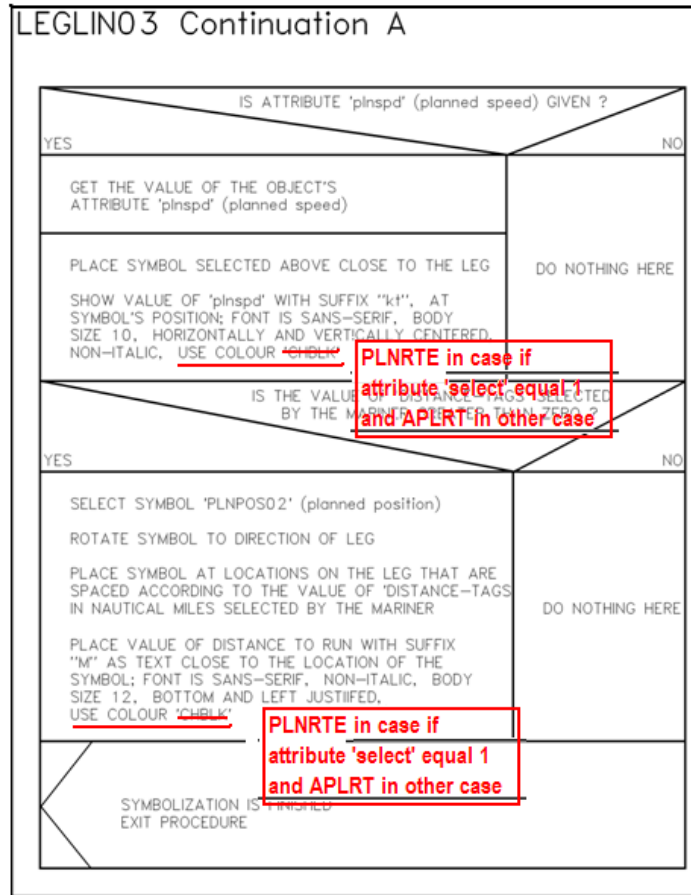 LEGLIN03 Continuation A
IS ATTRIBUTE 'plnspd' (planned speed) GIVEN ?
YES
NO
GET THE VALUE OF THE OBJECT'S
ATTRIBUTE 'plnspd' (planned speed)
PLACE SYMBOL SELECTED ABOVE CLOSE TO THE LEG
DO NOTHING HERE
SHOW VALUE OF 'plnspd' WITH SUFFIX "kt", AT
SYMBOL'S POSITION; FONT IS SANS-SERIF, BODY
SIZE 10, HORIZONTALLY AND VERTICALLY CENTERED,
NON-ITALIC, USE COLOUR 'CHBLK'
PLNRTE in case if
attribute 'select' equal 1
and APLRT in other case
IS THE VALUE OF DISTANCE-TAGS SELECTED
BY THE MARINER GREATER THAN ZERO ?
YES
NO
SELECT SYMBOL 'PLNPOS02' (planned position)
ROTATE SYMBOL TO DIRECTION OF LEG
PLACE SYMBOL AT LOCATIONS ON THE LEG THAT ARE
SPACED ACCORDING TO THE VALUE OF 'DISTANCE-TAGS
IN NAUTICAL MILES SELECTED BY THE MARINER
DO NOTHING HERE
PLACE VALUE OF DISTANCE TO RUN WITH SUFFIX
"M" AS TEXT CLOSE TO THE LOCATION OF THE
SYMBOL; FONT IS SANS-SERIF, NON-ITALIC, BODY
SIZE 12, BOTTOM AND LEFT JUSTIIFED,
USE COLOUR 'CHBLK'
PLNRTE in case if
attribute 'select' equal 1
and APLRT in other case
SYMBOLIZATION IS FINISHED
EXIT PROCEDURE